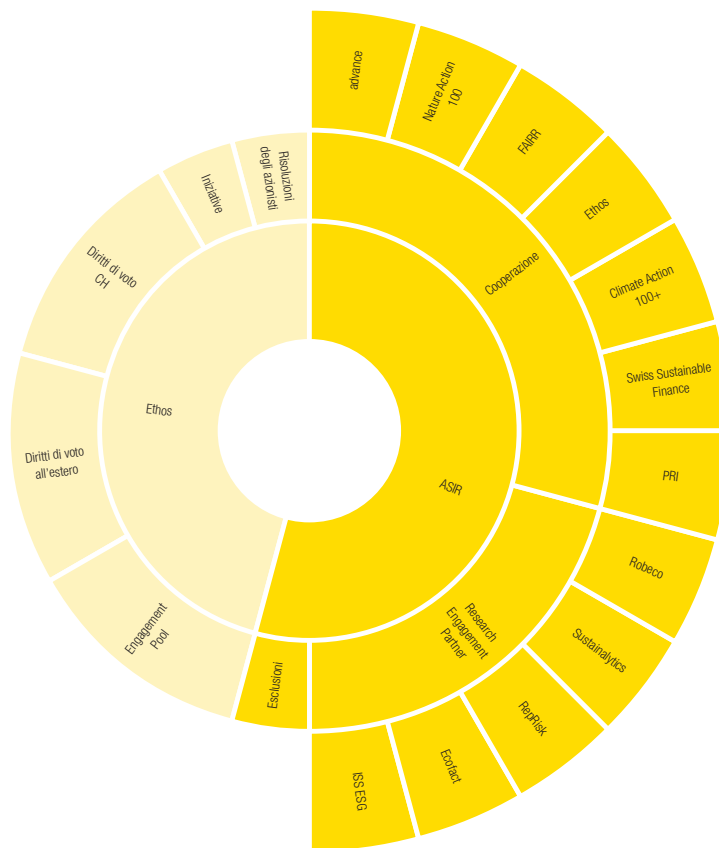 advance
Nature Action
100
FAIRR
Ethos
Climate Action
100+
Swiss Sustainable
Finance
PRI
Robeco
Sustainalytics
RepRisk
Ecofact
ISS ESG
Cooperazione
Research
Engagement
Partner
Esclusioni
ASIR
Ethos
Risoluzioni
degli azionisti
Iniziative
Diritti di voto
CH
Diritti di voto
all'estero
Engagement
Pool